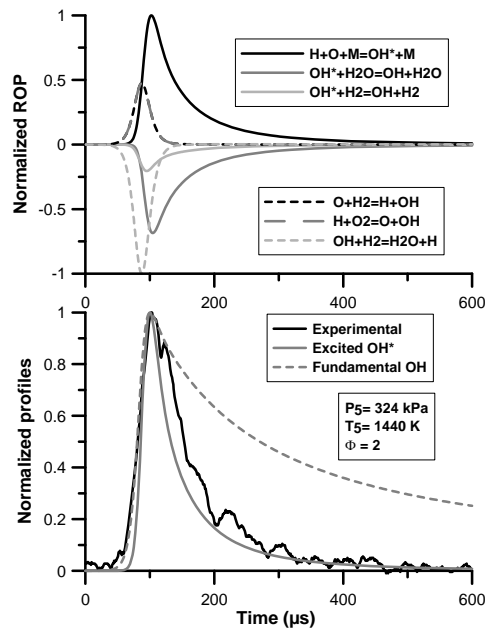 Normalized ROP
1
0.5
0
-0.5
-1
H+O+M=OH*+M
OH*+H2O=OH+H2O
OH*+H2=OH+H2
O+H2=H+OH
H+O2=O+OH
OH+H2=H2O+H
0 200 400 600
Normalized profiles
1
0.8
0.6
0.4
0.2
0
Experimental
Excited OH*
Fundamental OH
P5= 324 kPa
T5= 1440 K
Φ = 2
0 200 400 600
Time (µs)